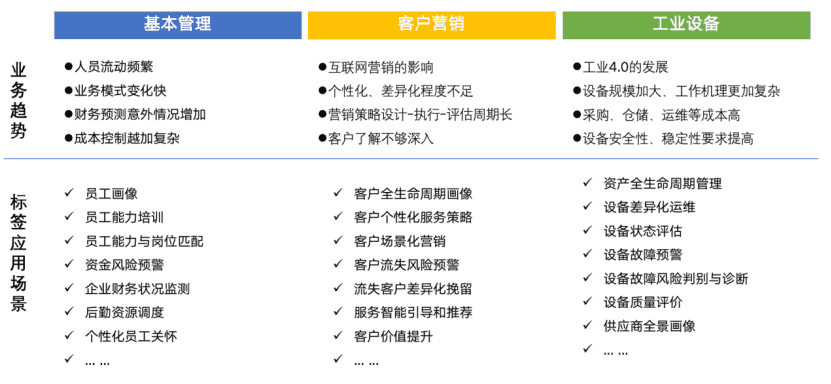 基本管理
客户营销
工业设备
业务趋势
●人员流动频繁
●业务模式变化快
●财务预测意外情况增加
●成本控制越加复杂
●互联网营销的影响
●个性化、差异化程度不足
●营销策略设计-执行-评估周期长
●客户了解不够深入
●工业4.0的发展
●设备规模加大、工作机理更加复杂
●采购、仓储、运维等成本高
●设备安全性、稳定性要求提高
标签应用场景
✓ 员工画像
✓ 员工能力培训
✓ 员工能力与岗位匹配
✓ 资金风险预警
✓ 企业财务状况监测
✓ 后勤资源调度
✓ 个性化员工关怀
✓ ... ...
✓ 客户全生命周期画像
✓ 客户个性化服务策略
✓ 客户场景化营销
✓ 客户流失风险预警
✓ 流失客户差异化挽留
✓ 服务智能引导和推荐
✓ 客户价值提升
✓ ... ...
✓ 资产全生命周期管理
✓ 设备差异化运维
✓ 设备状态评估
✓ 设备故障预警
✓ 设备故障风险判别与诊断
✓ 设备质量评价
✓ 供应商全景画像
✓ ... ...